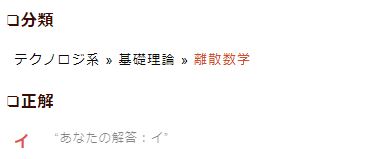 ❏分類
テクノロジ系 » 基礎理論 » 離散数学
❏正解
イ “あなたの解答：イ”